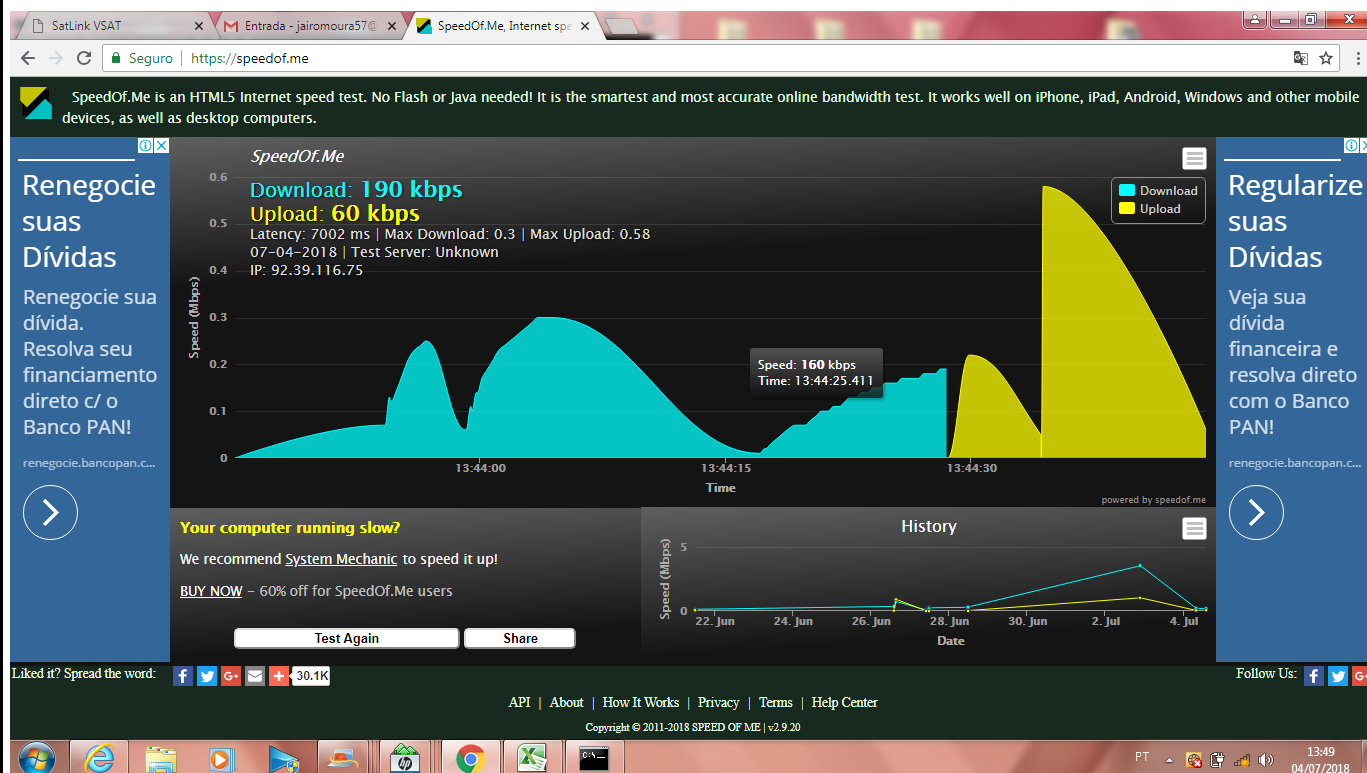 SatLink VSAT
Entrada - jairomoura57@
SpeedOf.Me, Internet spe
Seguro
https://speedof.me
SpeedOf.Me is an HTML5 Internet speed test. No Flash or Java needed! It is the smartest and most accurate online bandwidth test. It works well on iPhone, iPad, Android, Windows and other mobile
devices, as well as desktop computers.
Renegocie
suas
Dívidas
Renegocie sua
dívida.
Resolva seu
financiamento
direto c/ o
Banco PAN!
renegocie.bancopan.c...
SpeedOf.Me
Download: 190 kbps
Upload: 60 kbps
Latency: 7002 ms | Max Download: 0.3 | Max Upload: 0.58
07-04-2018 | Test Server: Unknown
IP: 92.39.116.75
Download
Upload
Speed (Mbps)
0.6
0.5
0.4
0.3
0.2
0.1
0
Speed: 160 kbps
Time: 13:44:25.411
13:44:00
13:44:15
13:44:30
Time
powered by speedof.me
Regularize
suas
Dívidas
Veja sua
dívida
financeira e
resolva direto
com o Banco
PAN!
renegocie.bancopan.c...
Your computer running slow?
We recommend System Mechanic to speed it up!
BUY NOW - 60% off for SpeedOf.Me users
Test Again
Share
History
Speed (Mbps)
5
0
22. Jun
24. Jun
26. Jun
28. Jun
30. Jun
2. Jul
4. Jul
Date
Liked it? Spread the word:
30.1K
Follow Us:
API | About | How It Works | Privacy | Terms | Help Center
Copyright © 2011-2018 SPEED OF ME | v2.9.20
PT
13:49
04/07/2018